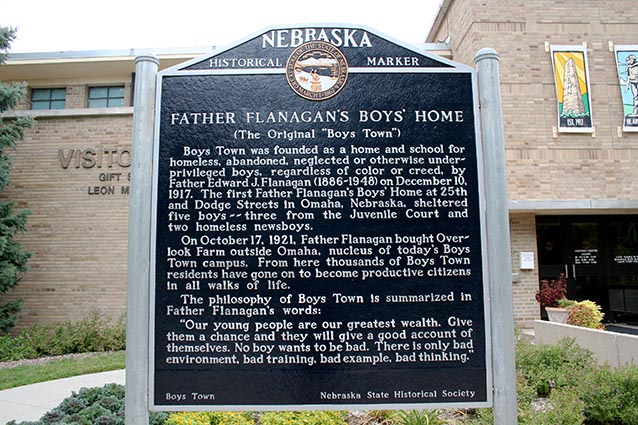 NEBRASKA
HISTORICAL MARKER
FATHER FLANAGAN'S BOYS' HOME
(The Original "Boys Town")
Boys Town was founded as a home and school for
homeless, abandoned, neglected or otherwise under-
privileged boys, regardless of color or creed, by
Father Edward J. Flanagan (1886-1948) on December 10,
1917. The first Father Flanagan's Boys' Home at 25th
and Dodge Streets in Omaha, Nebraska, sheltered
five boys -- three from the Juvenile Court and
two homeless newsboys.
On October 17, 1921, Father Flanagan bought Over-
look Farm outside Omaha, nucleus of today's Boys
Town campus. From here thousands of Boys Town
residents have gone on to become productive citizens
in all walks of life.
The philosophy of Boys Town is summarized in
Father Flanagan's words:
"Our young people are our greatest wealth. Give
them a chance and they will give a good account of
themselves. No boy wants to be bad. There is only bad
environment, bad training, bad example, bad thinking."
Boys Town Nebraska State Historical Society
VISITO
GIFT S
LEON M
EST. 1917